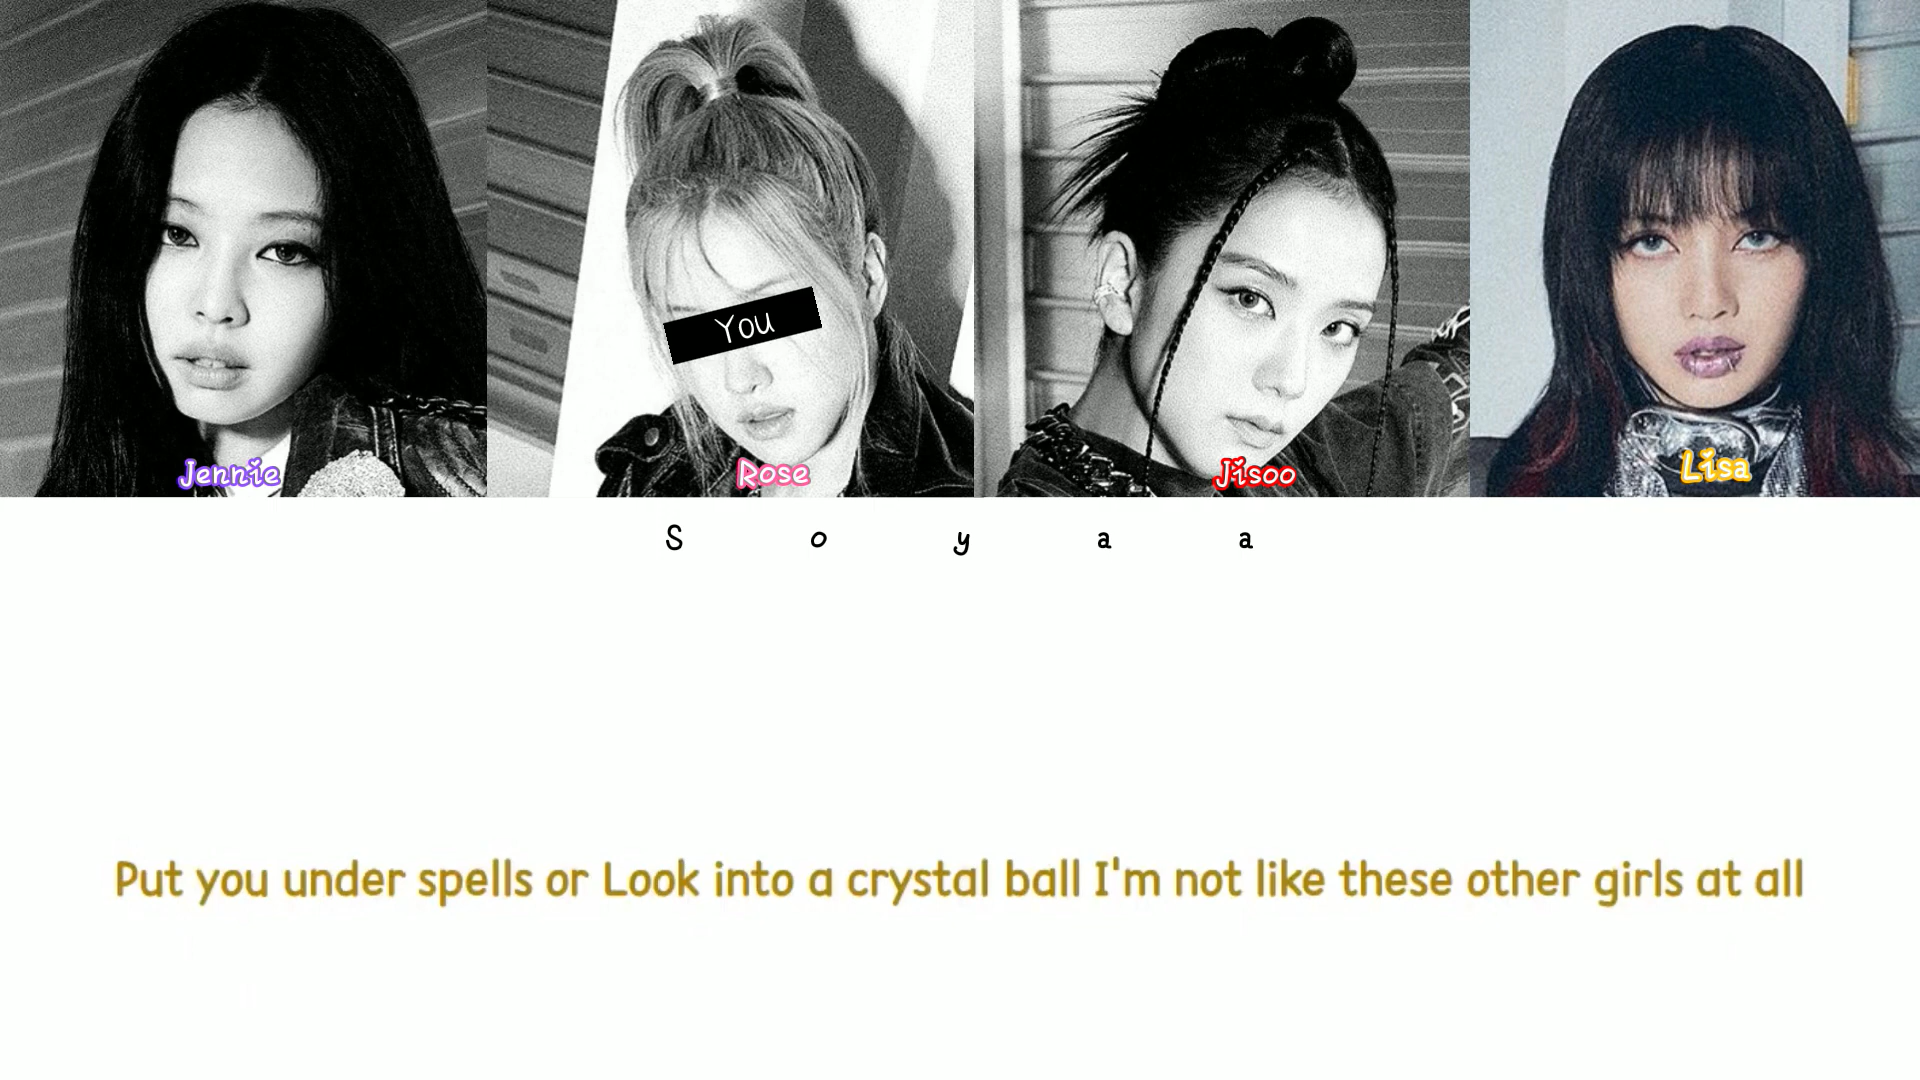 You
Jennie Rose Jisoo Lisa
S o y a a
Put you under spells or Look into a crystal ball I'm not like these other girls at all